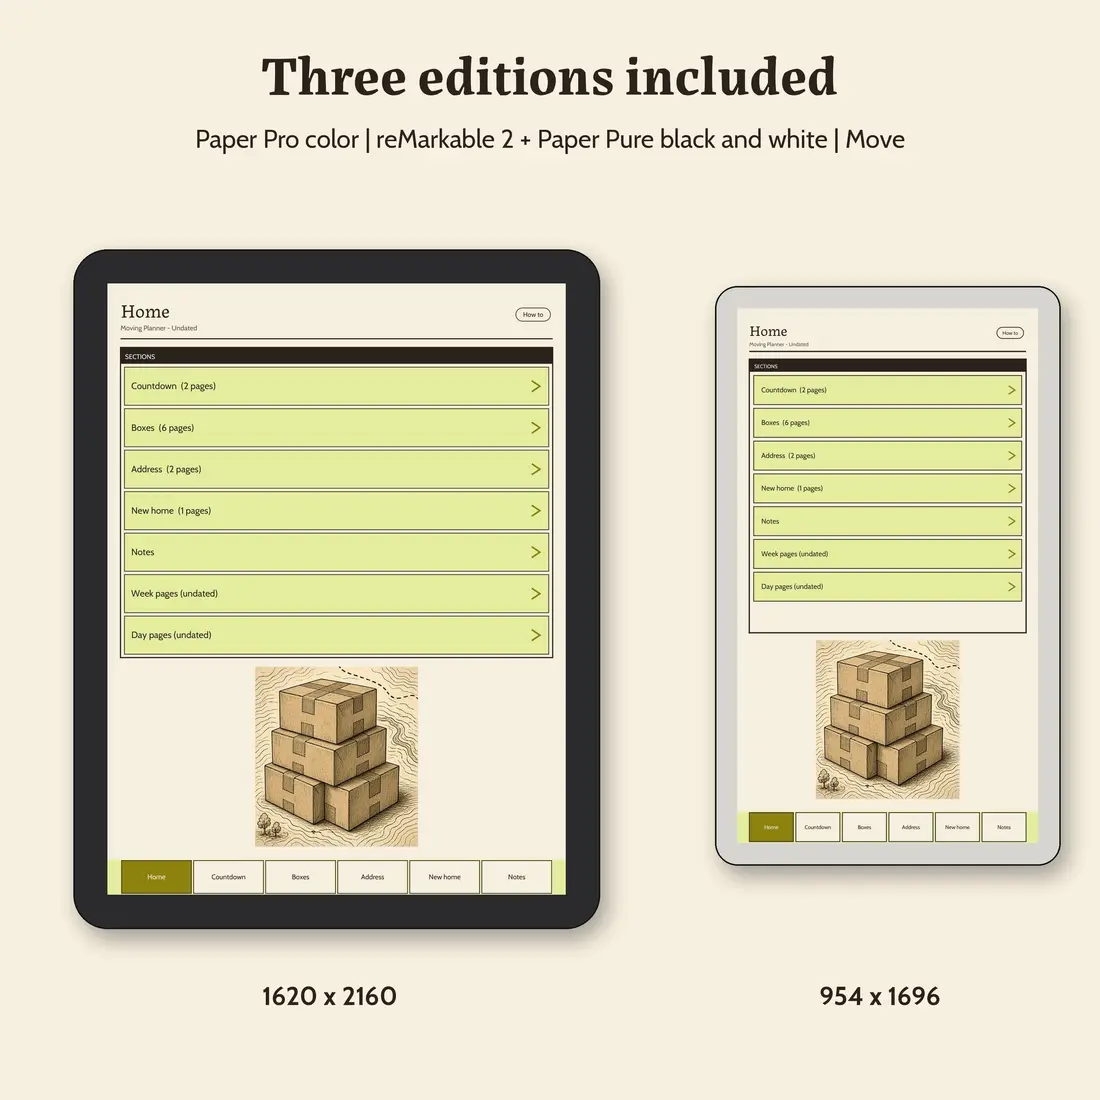 Three editions included
Paper Pro color | reMarkable 2 + Paper Pure black and white | Move
Home
How to
Moving Planner - Undated
SECTIONS
Countdown (2 pages)
Boxes (6 pages)
Address (2 pages)
New home (1 pages)
Notes
Week pages (undated)
Day pages (undated)
Home Countdown Boxes Address New home Notes
1620 x 2160
Home
How to
Moving Planner - Undated
SECTIONS
Countdown (2 pages)
Boxes (6 pages)
Address (2 pages)
New home (1 pages)
Notes
Week pages (undated)
Day pages (undated)
Home Countdown Boxes Address New home Notes
954 x 1696